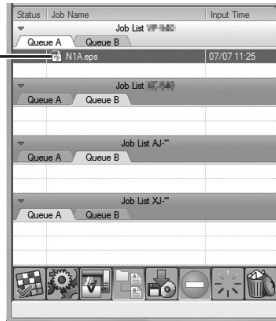 Status Job Name Input Time
Job List
Queue A Queue B
N1A.eps 07/07 11:25
Job List
Queue A Queue B
Job List AJ-**
Queue A Queue B
Job List XJ-**
Queue A Queue B